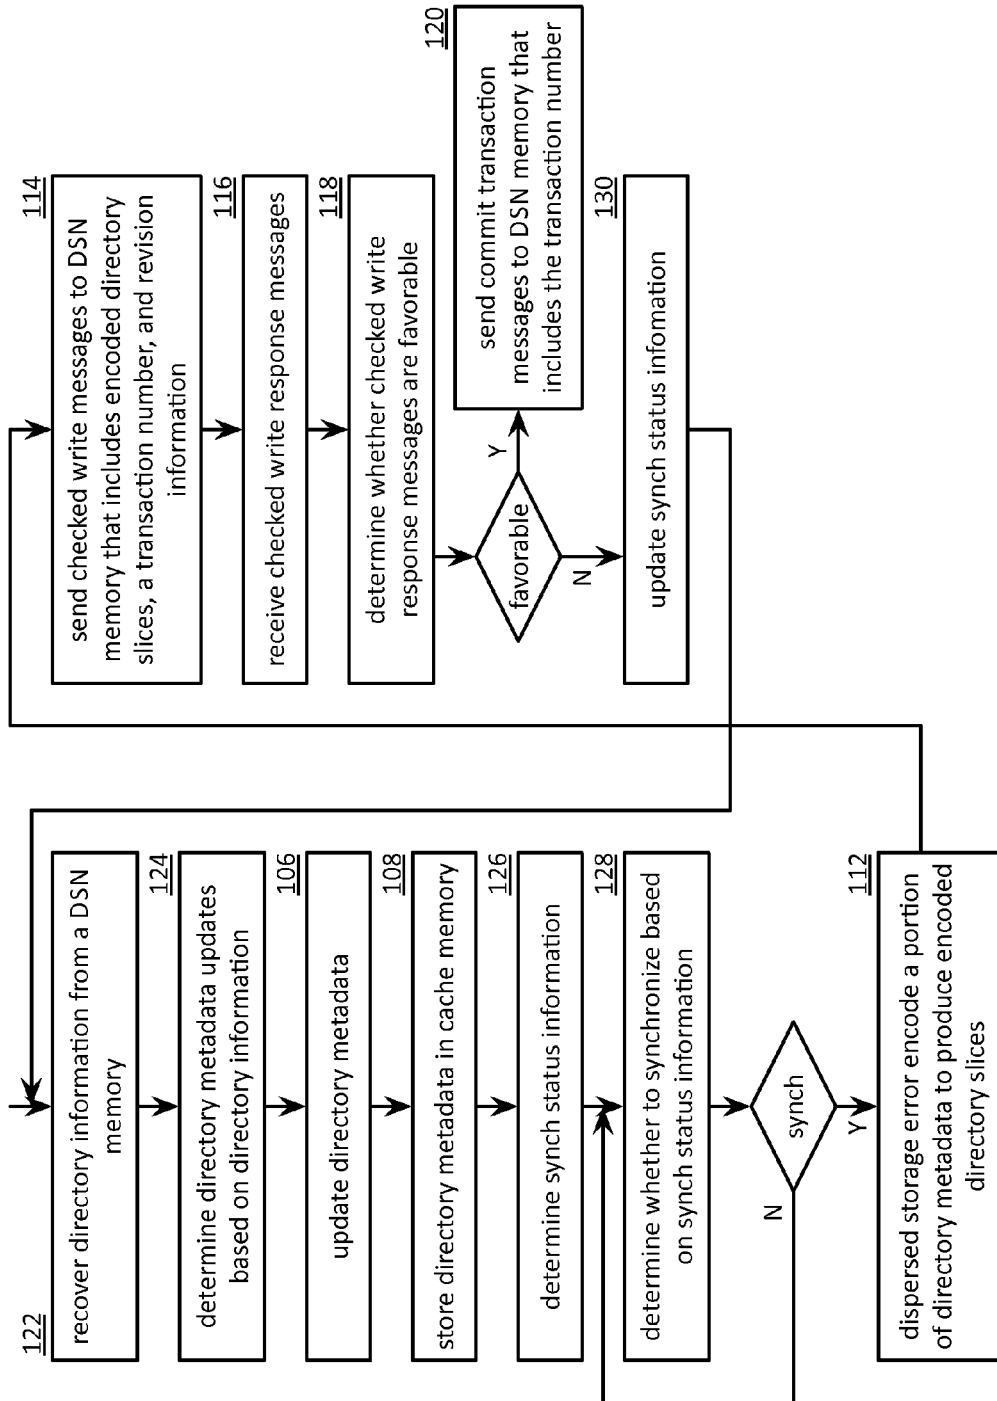 122
recover directory information from a DSN
memory
124
determine directory metadata updates
based on directory information
106
update directory metadata
108
store directory metadata in cache memory
126
determine synch status information
128
determine whether to synchronize based
on synch status information
synch
N
Y
112
dispersed storage error encode a portion
of directory metadata to produce encoded
directory slices
114
send checked write messages to DSN
memory that includes encoded directory
slices, a transaction number, and revision
information
116
receive checked write response messages
118
determine whether checked write
response messages are favorable
favorable
Y
N
120
send commit transaction
messages to DSN memory that
includes the transaction number
130
update synch status infomation